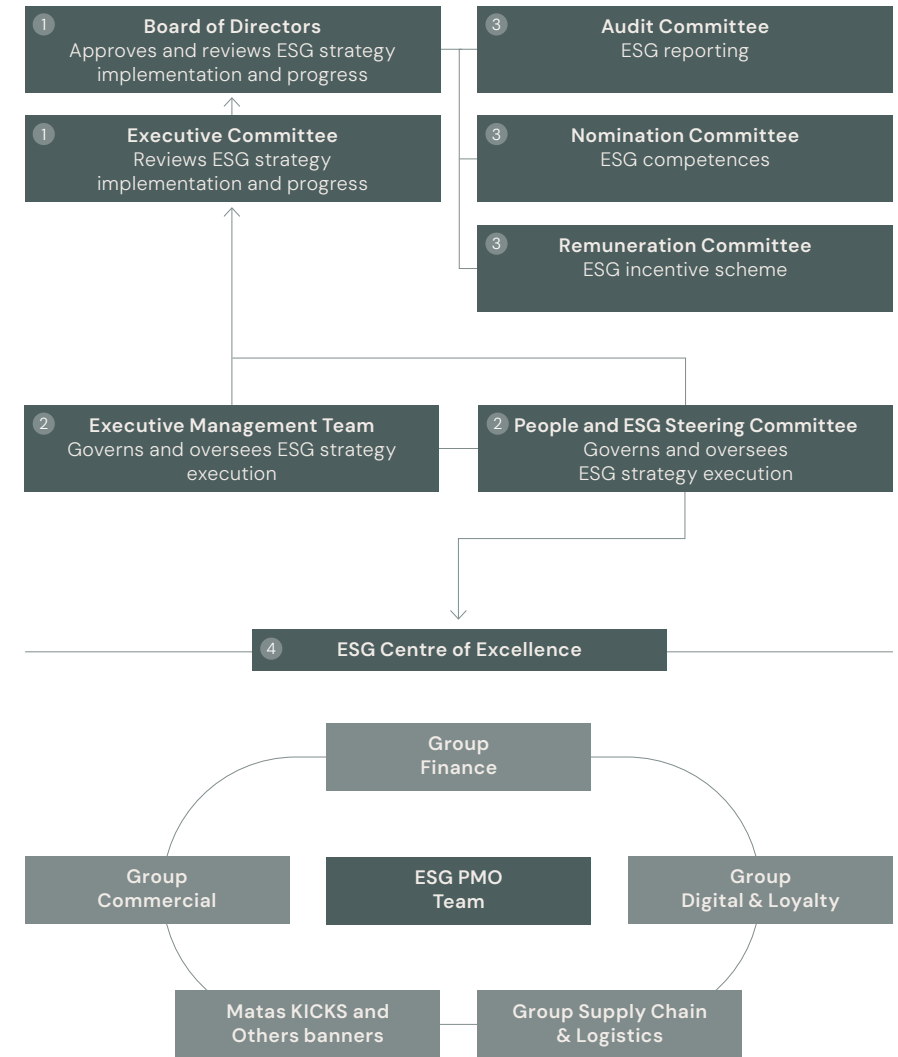 1
Board of Directors
Approves and reviews ESG strategy
implementation and progress
3
Audit Committee
ESG reporting
1
Executive Committee
Reviews ESG strategy
implementation and progress
3
Nomination Committee
ESG competences
3
Remuneration Committee
ESG incentive scheme
2
Executive Management Team
Governs and oversees ESG strategy
execution
2
People and ESG Steering Committee
Governs and oversees
ESG strategy execution
4
ESG Centre of Excellence
Group
Finance
Group
Commercial
ESG PMO
Team
Group
Digital & Loyalty
Matas KICKS and
Others banners
Group Supply Chain
& Logistics